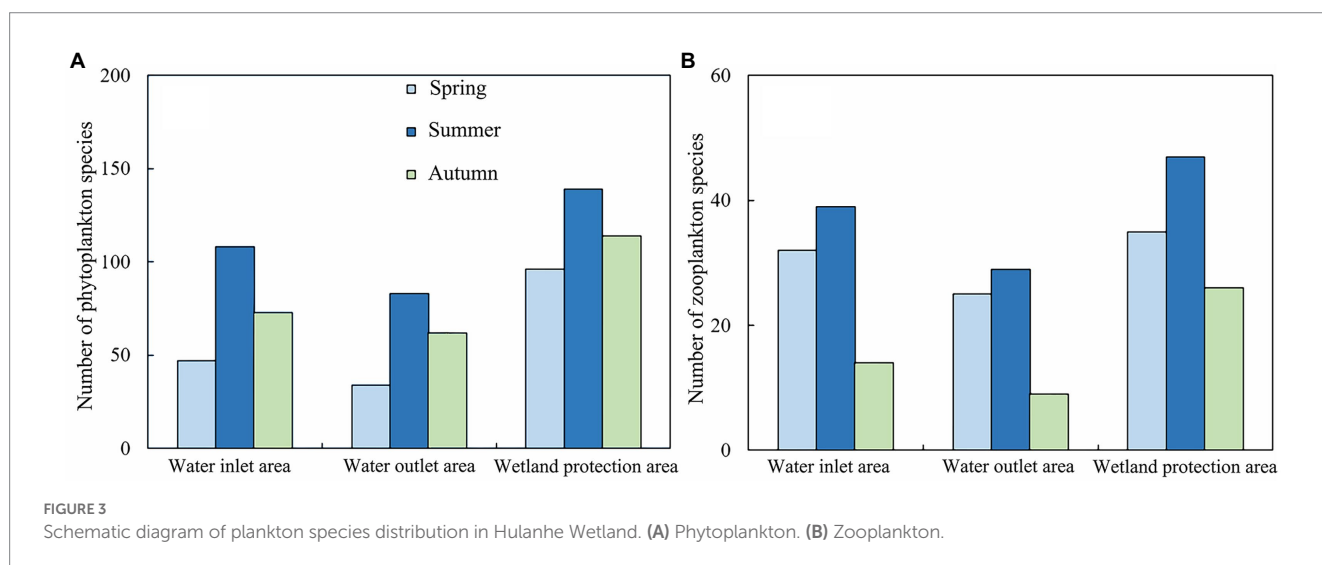 A
200
150
100
50
0
Number of phytoplankton species
Spring
Summer
Autumn
Water inlet area
Water outlet area
Wetland protection area
B
60
40
20
0
Number of zooplankton species
Water inlet area
Water outlet area
Wetland protection area
FIGURE 3
Schematic diagram of plankton species distribution in Hulanhe Wetland. (A) Phytoplankton. (B) Zooplankton.